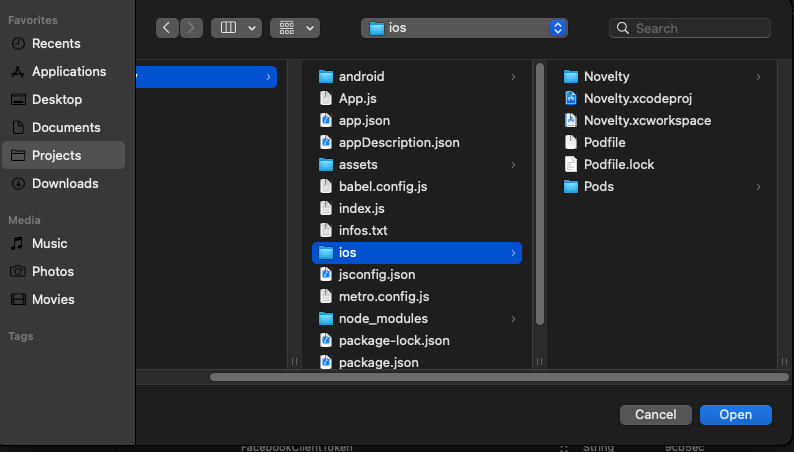 Favorites
Recents
Applications
Desktop
Documents
Projects
Downloads
Media
Music
Photos
Movies
Tags
ios
Search
android
App.js
app.json
appDescription.json
assets
babel.config.js
index.js
infos.txt
ios
jsconfig.json
metro.config.js
node_modules
package-lock.json
package.json
Novelty
Novelty.xcodeproj
Novelty.xcworkspace
Podfile
Podfile.lock
Pods
Cancel
Open
FacebookClientToken
String
9cb5ec